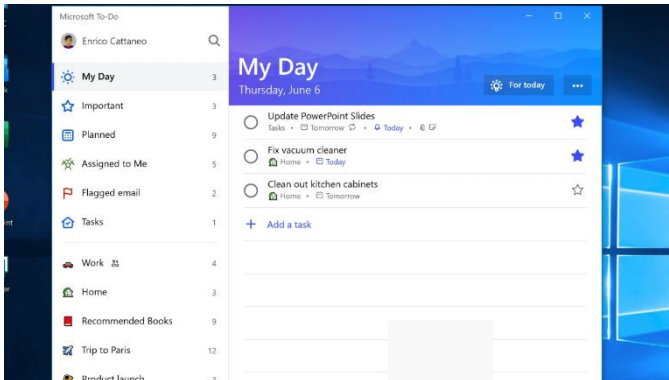 Microsoft To-Do
Enrico Cattaneo
My Day 3
Important 3
Planned 9
Assigned to Me 5
Flagged email 2
Tasks 1
Work 4
Home 3
Recommended Books 9
Trip to Paris 12
Product launch 3
My Day
Thursday, June 6
For today
Update PowerPoint Slides
Tasks • Tomorrow • Today •
Fix vacuum cleaner
Home • Today
Clean out kitchen cabinets
Home • Tomorrow
+ Add a task